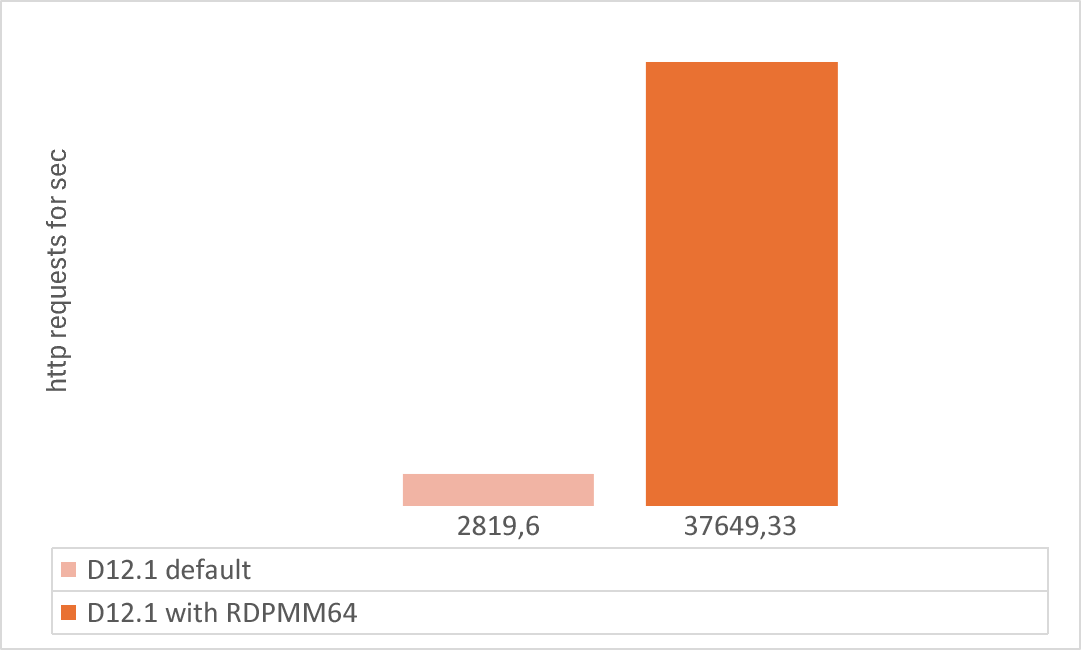 http requests for sec
2819,6
37649,33
D12.1 default
D12.1 with RDPMM64